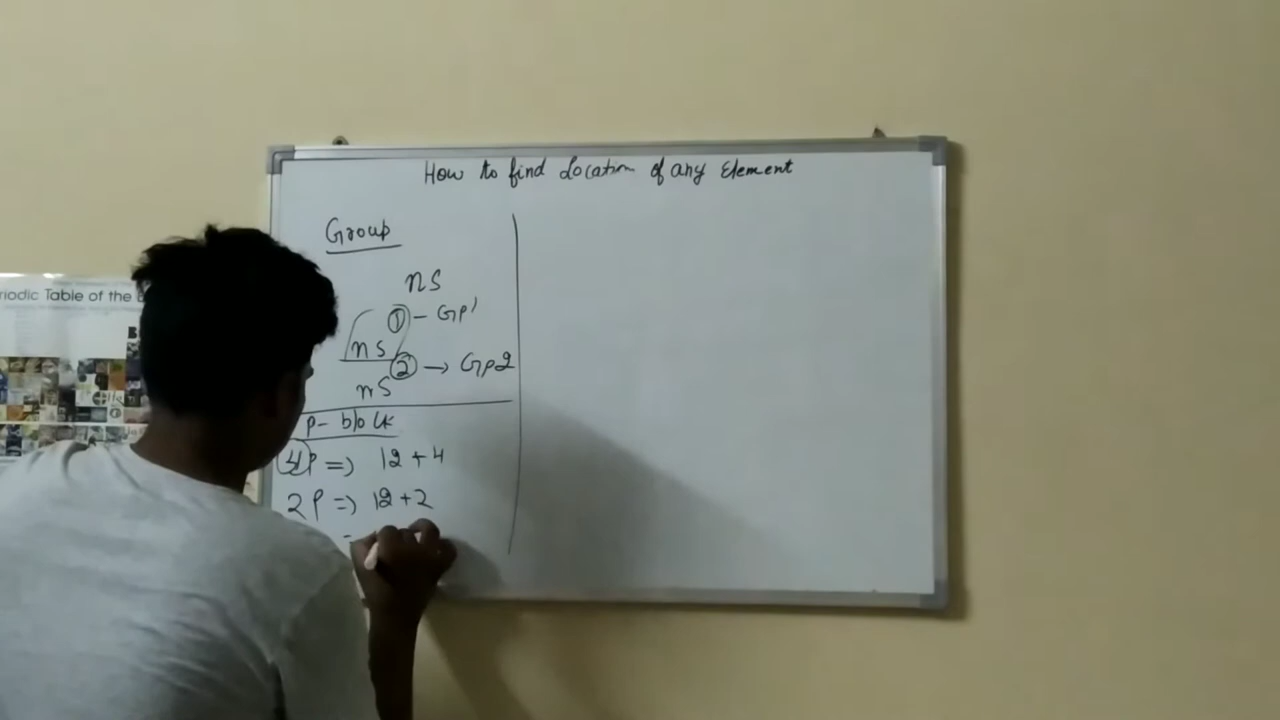 How to find Location of any Element
Group
ns
① - Gp1
ns
② → Gp2
ns
P- block
4P => 12 + 4
2P => 12 + 2
=
riodic Table of the